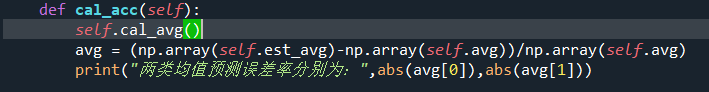 def cal_acc(self):
self.cal_avg()
avg = (np.array(self.est_avg)-np.array(self.avg))/np.array(self.avg)
print("两类均值预测误差率分别为：",abs(avg[0]),abs(avg[1]))